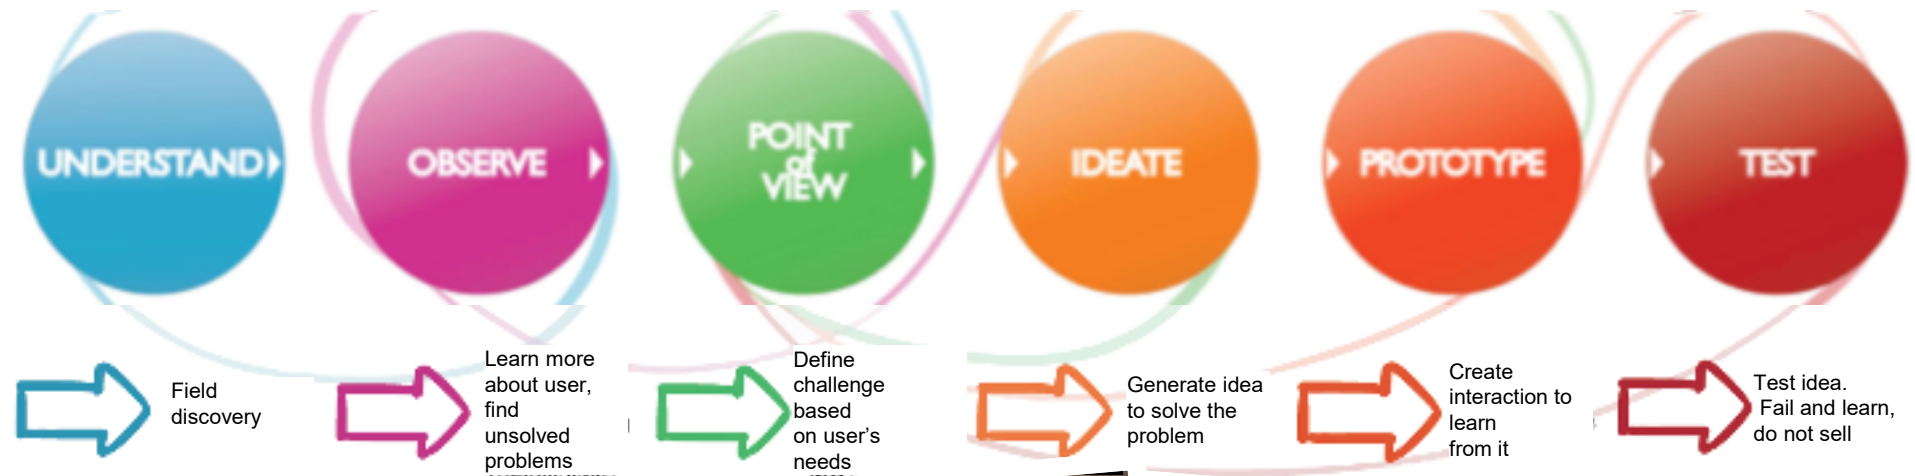 UNDERSTAND
OBSERVE
POINT
of
VIEW
IDEATE
PROTOTYPE
TEST
Field
discovery
Learn more
about user,
find
unsolved
problems
Define
challenge
based
on user's
needs
Generate idea
to solve the
problem
Create
interaction to
learn
from it
Test idea.
Fail and learn,
do not sell